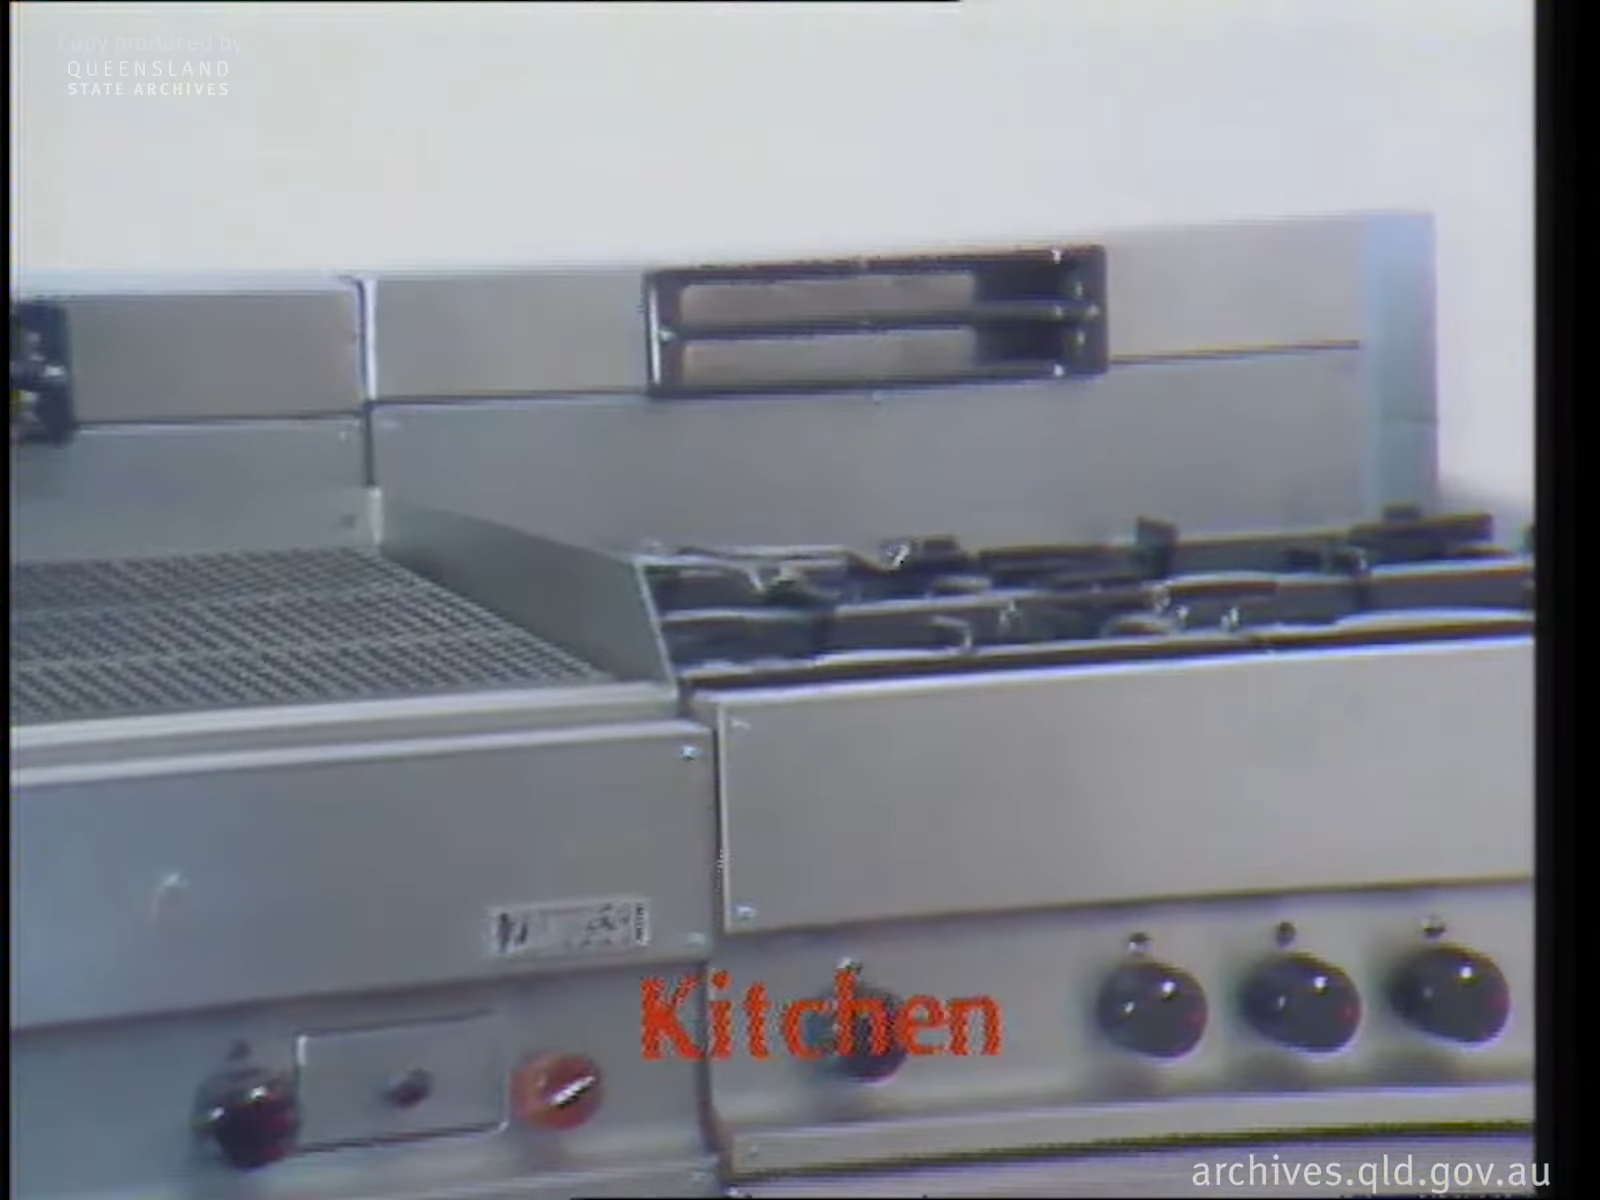 Copy produced by
QUEENSLAND
STATE ARCHIVES
Kitchen
archives.qld.gov.au